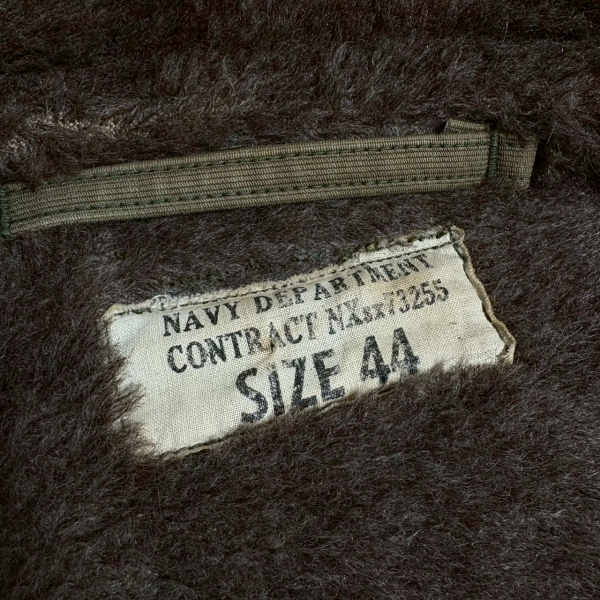 NAVY DEPARTMENT
CONTRACT NXsx73255
SIZE 44